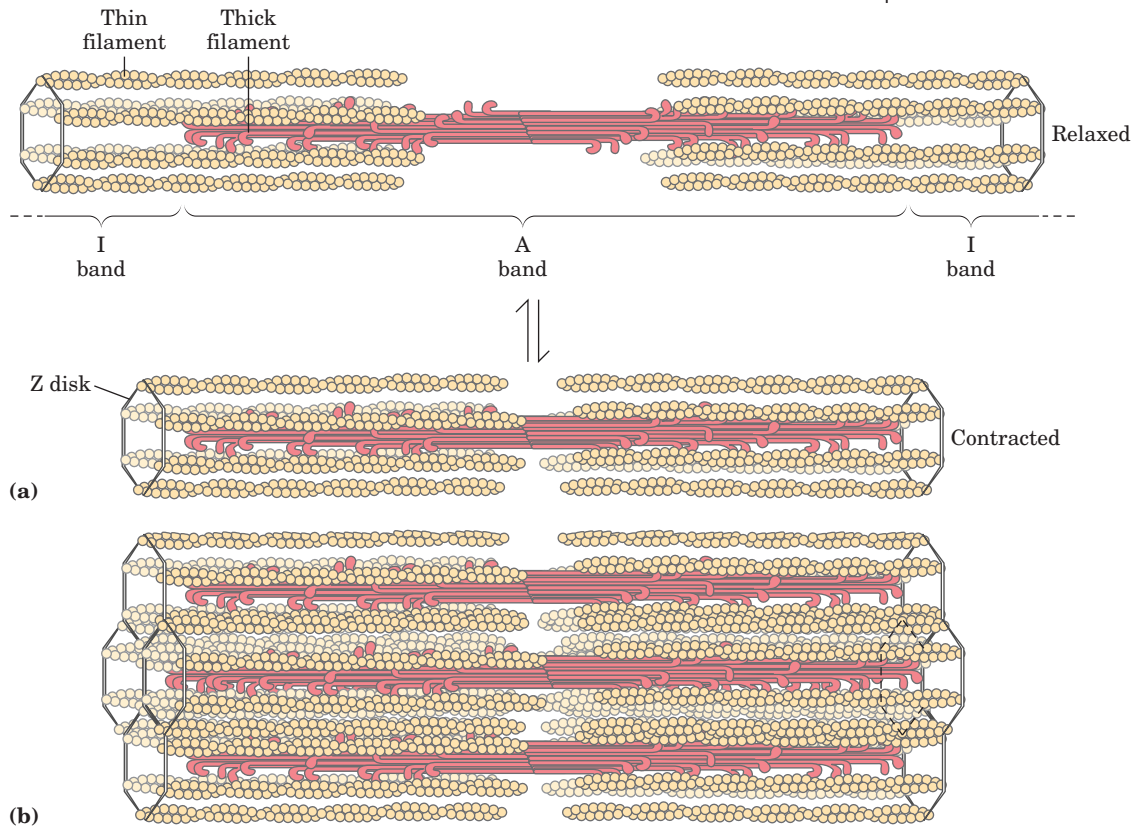 Thin
filament
Thick
filament
Relaxed
I
band
A
band
I
band
Z disk
Contracted
(a)
(b)